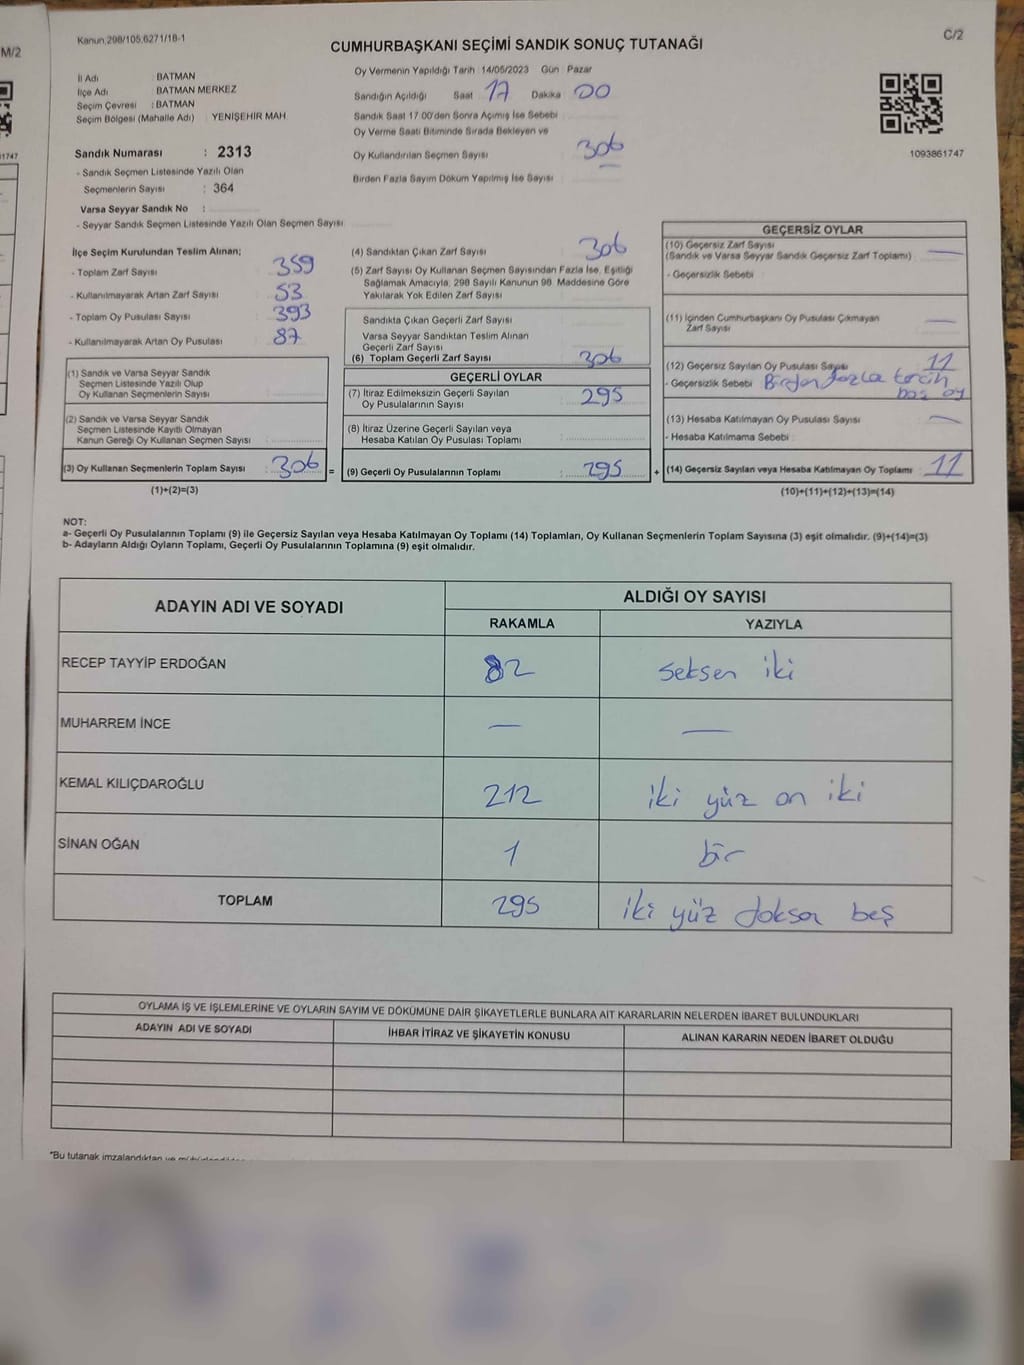 M/2
1747
Kanun,298/105,6271/18-1
CUMHURBAŞKANI SEÇİMİ SANDIK SONUÇ TUTANAĞI
C/2
İl Adı BATMAN
İlçe Adı BATMAN MERKEZ
Seçim Çevresi : BATMAN
Seçim Bölgesi (Mahalle Adı) YENİŞEHİR MAH
Sandık Numarası : 2313
- Sandık Seçmen Listesinde Yazılı Olan
Seçmenlerin Sayısı : 364
Varsa Seyyar Sandık No :
- Seyyar Sandık Seçmen Listesinde Yazılı Olan Seçmen Sayısı
Oy Vermenin Yapıldığı Tarih 14/05/2023 Gün Pazar
Sandığın Açıldığı Saat 17 Dakika 00
Sandık Saat 17 00'den Sonra Açımış İse Sebebi
Oy Verme Saati Bitiminde Sırada Bekleyen ve
Oy Kullandırılan Seçmen Sayısı 306
Birden Fazla Sayım Döküm Yapılmış İse Sayısı
1093861747
İlçe Seçim Kurulundan Teslim Alınan;
- Toplam Zarf Sayısı 359
- Kullanılmayarak Artan Zarf Sayısı 53
- Toplam Oy Pusulası Sayısı 393
- Kullanılmayarak Artan Oy Pusulası 87
(1) Sandık ve Varsa Seyyar Sandık
Seçmen Listesinde Yazılı Olup
Oy Kullanan Seçmen Sayısı
(2) Sandık ve Varsa Seyyar Sandık
Seçmen Listesinde Kayıtlı Olmayan
Kanun Gereği Oy Kullanan Seçmen Sayısı
(3) Oy Kullanan Seçmenlerin Toplam Sayısı : 306 =
(1)+(2)=(3)
(4) Sandıktan Çıkan Zarf Sayısı 306
(5) Zarf Sayısı Oy Kullanan Seçmen Sayısından Fazla İse, Eşitliği
Sağlamak Amacıyla, 298 Sayılı Kanunun 98. Maddesine Göre
Yakılarak Yok Edilen Zarf Sayısı
Sandıkta Çıkan Geçerli Zarf Sayısı
Varsa Seyyar Sandıktan Teslim Alınan
Geçerli Zarf Sayısı
(6) Toplam Geçerli Zarf Sayısı 306
GEÇERLİ OYLAR
(7) İtiraz Edilmeksizin Geçerli Sayılan
Oy Pusulalarının Sayısı : 295
(8) İtiraz Üzerine Geçerli Sayılan veya
Hesaba Katılan Oy Pusulası Toplamı
(9) Geçerli Oy Pusulalarının Toplamı : 295 +
GEÇERSİZ OYLAR
(10) Geçersiz Zarf Sayısı —
(Sandık ve Varsa Seyyar Sandık Geçersiz Zarf Toplamı)
- Geçersizlik Sebebi
(11) İçinden Cumhurbaşkanı Oy Pusulası Çıkmayan —
Zarf Sayısı
(12) Geçersiz Sayılan Oy Pusulası Sayısı 11
- Geçersizlik Sebebi Birden fazla tercih
boş oy
(13) Hesaba Katılmayan Oy Pusulası Sayısı —
- Hesaba Katılmama Sebebi
(14) Geçersiz Sayılan veya Hesaba Katılmayan Oy Toplamı : 11
(10)+(11)+(12)+(13)=(14)
NOT:
a- Geçerli Oy Pusulalarının Toplamı (9) ile Geçersiz Sayılan veya Hesaba Katılmayan Oy Toplamı (14) Toplamları, Oy Kullanan Seçmenlerin Toplam Sayısına (3) eşit olmalıdır. (9)+(14)=(3)
b- Adayların Aldığı Oyların Toplamı, Geçerli Oy Pusulalarının Toplamına (9) eşit olmalıdır.
ADAYIN ADI VE SOYADI ALDIĞI OY SAYISI
RAKAMLA YAZIYLA
RECEP TAYYİP ERDOĞAN 82 seksen iki
MUHARREM İNCE — —
KEMAL KILIÇDAROĞLU 212 iki yüz on iki
SİNAN OĞAN 1 bir
TOPLAM 295 iki yüz doksan beş
OYLAMA İŞ VE İŞLEMLERİNE VE OYLARIN SAYIM VE DÖKÜMÜNE DAİR ŞİKAYETLERLE BUNLARA AİT KARARLARIN NELERDEN İBARET BULUNDUKLARI
ADAYIN ADI VE SOYADI İHBAR İTİRAZ VE ŞİKAYETİN KONUSU ALINAN KARARIN NEDEN İBARET OLDUĞU
*Bu tutanak imzalandıktan ve